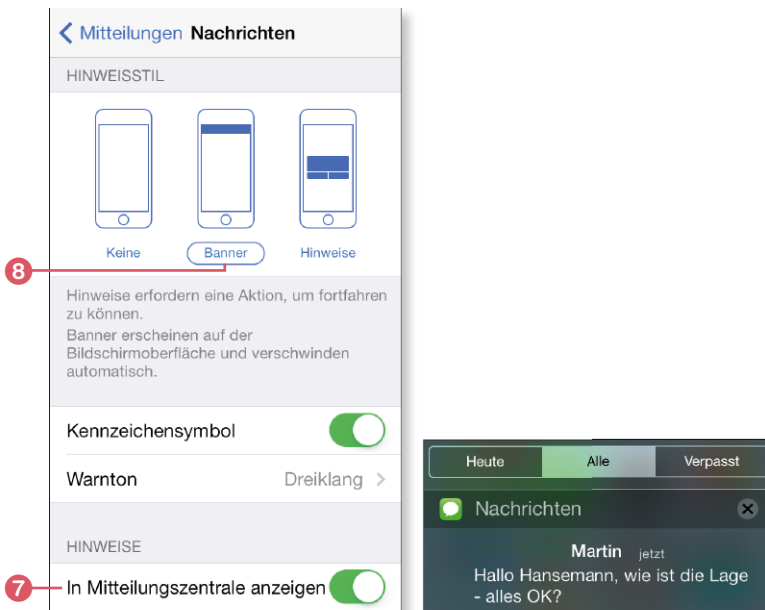 Mitteilungen Nachrichten
HINWEISSTIL
Keine Banner Hinweise
8
Hinweise erfordern eine Aktion, um fortfahren
zu können.
Banner erscheinen auf der
Bildschirmoberfläche und verschwinden
automatisch.
Kennzeichensymbol
Warnton Dreiklang >
HINWEISE
7 In Mitteilungszentrale anzeigen
Heute Alle Verpasst
Nachrichten
Martin jetzt
Hallo Hansemann, wie ist die Lage
- alles OK?